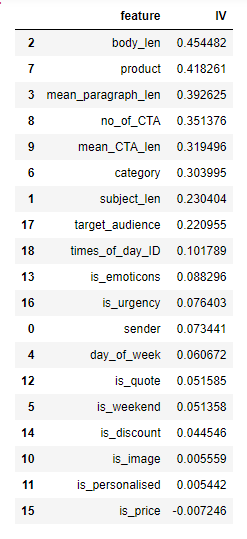 feature IV
2 body_len 0.454482
7 product 0.418261
3 mean_paragraph_len 0.392625
8 no_of_CTA 0.351376
9 mean_CTA_len 0.319496
6 category 0.303995
1 subject_len 0.230404
17 target_audience 0.220955
18 times_of_day_ID 0.101789
13 is_emoticons 0.088296
16 is_urgency 0.076403
0 sender 0.073441
4 day_of_week 0.060672
12 is_quote 0.051585
5 is_weekend 0.051358
14 is_discount 0.044546
10 is_image 0.005559
11 is_personalised 0.005442
15 is_price -0.007246